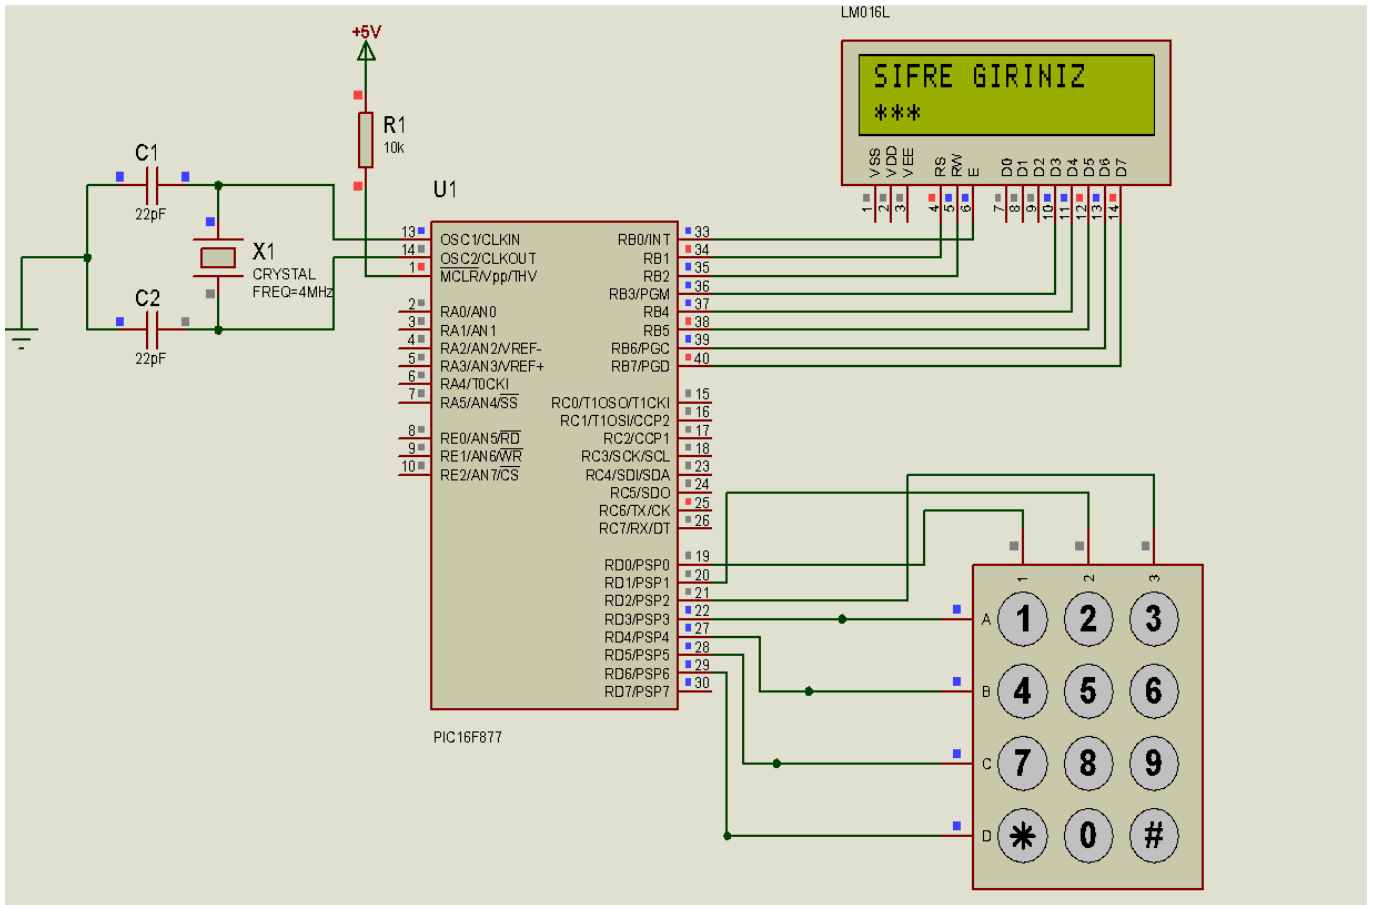 LM016L
+5V
SIFRE GIRINIZ
***
R1
10k
C1
22pF
VSS
VDD
VEE
RS
RW
E
D0
D1
D2
D3
D4
D5
D6
D7
1
2
3
4
5
6
7
8
9
10
11
12
13
14
U1
X1
CRYSTAL
FREQ=4MHz
C2
22pF
13 OSC1/CLKIN
14 OSC2/CLKOUT
1 MCLR/Vpp/THV
2 RA0/AN0
3 RA1/AN1
4 RA2/AN2/VREF-
5 RA3/AN3/VREF+
6 RA4/T0CKI
7 RA5/AN4/SS
8 RE0/AN5/RD
9 RE1/AN6/WR
10 RE2/AN7/CS
RB0/INT 33
RB1 34
RB2 35
RB3/PGM 36
RB4 37
RB5 38
RB6/PGC 39
RB7/PGD 40
RC0/T1OSO/T1CKI 15
RC1/T1OSI/CCP2 16
RC2/CCP1 17
RC3/SCK/SCL 18
RC4/SDI/SDA 23
RC5/SDO 24
RC6/TX/CK 25
RC7/RX/DT 26
RD0/PSP0 19
RD1/PSP1 20
RD2/PSP2 21
RD3/PSP3 22
RD4/PSP4 27
RD5/PSP5 28
RD6/PSP6 29
RD7/PSP7 30
PIC16F877
1 2 3
A 1 2 3
B 4 5 6
C 7 8 9
D * 0 #